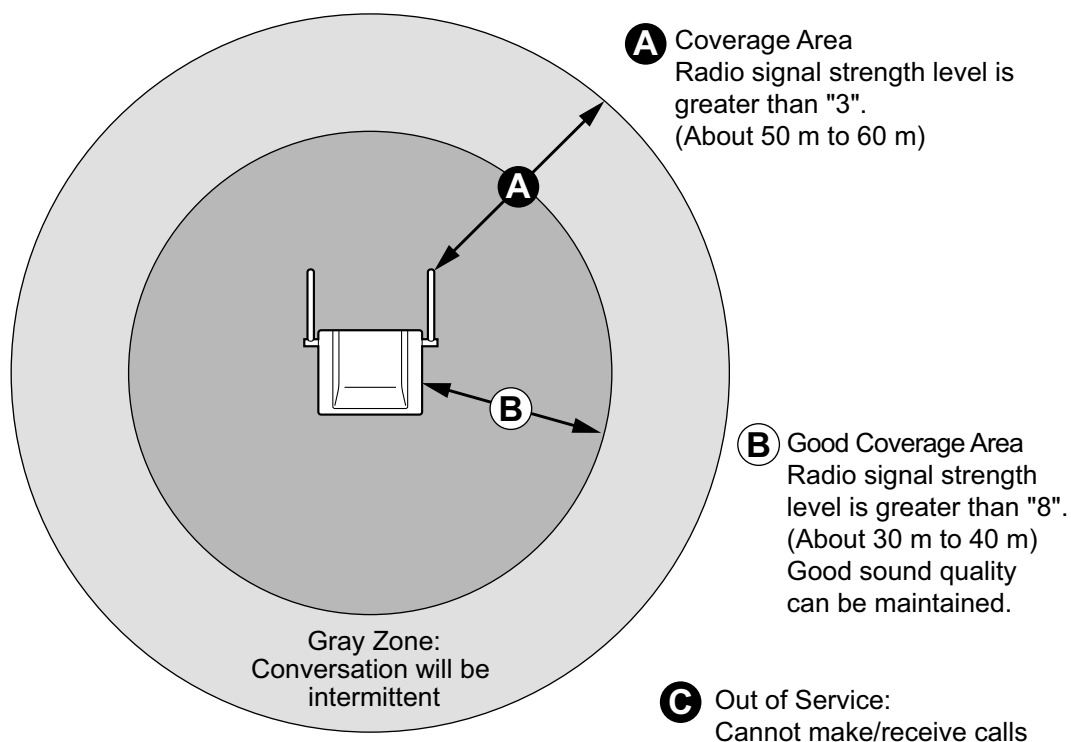 A Coverage Area
Radio signal strength level is
greater than "3".
(About 50 m to 60 m)
A
B
B Good Coverage Area
Radio signal strength
level is greater than "8".
(About 30 m to 40 m)
Good sound quality
can be maintained.
Gray Zone:
Conversation will be
intermittent
C Out of Service:
Cannot make/receive calls